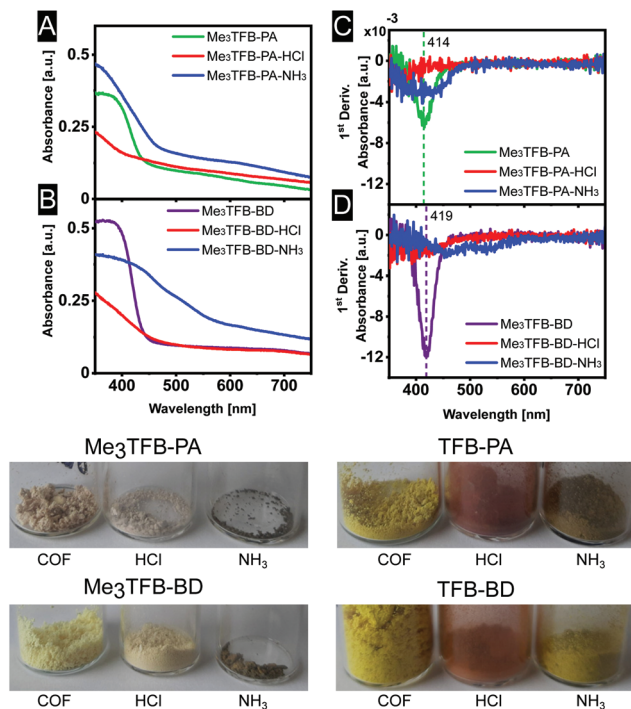 A
Absorbance [a.u.]
0.5
0.25
0
Me₃TFB-PA
Me₃TFB-PA-HCl
Me₃TFB-PA-NH₃
B
Absorbance [a.u.]
0.5
0.25
0
Me₃TFB-BD
Me₃TFB-BD-HCl
Me₃TFB-BD-NH₃
400 500 600 700
Wavelength [nm]
C
x10 -3
1st Deriv.
Absorbance [a.u.]
0
-4
-8
-12
414
Me₃TFB-PA
Me₃TFB-PA-HCl
Me₃TFB-PA-NH₃
D
1st Deriv.
Absorbance [a.u.]
0
-4
-8
-12
419
Me₃TFB-BD
Me₃TFB-BD-HCl
Me₃TFB-BD-NH₃
400 500 600 700
Wavelength [nm]
Me₃TFB-PA
COF HCl NH₃
TFB-PA
COF HCl NH₃
Me₃TFB-BD
COF HCl NH₃
TFB-BD
COF HCl NH₃